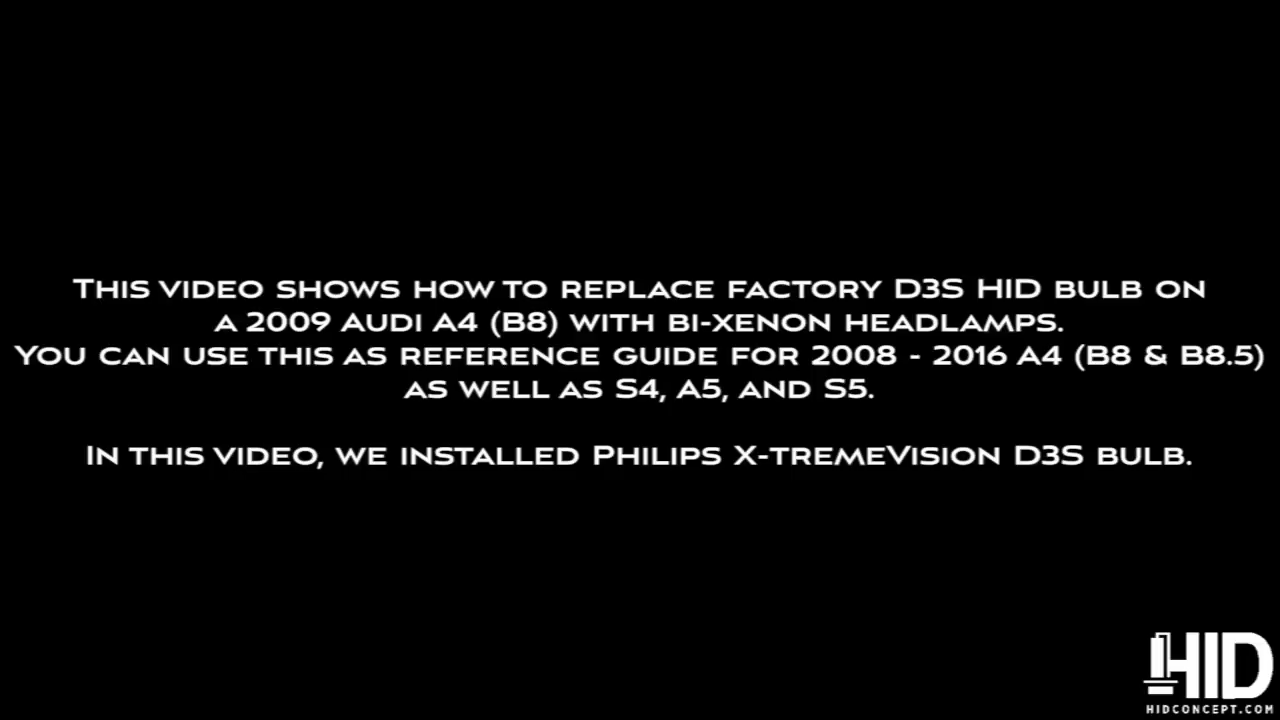 This video shows how to replace factory D3S HID bulb on
a 2009 Audi A4 (B8) with bi-xenon headlamps.
You can use this as reference guide for 2008 - 2016 A4 (B8 & B8.5)
as well as S4, A5, and S5.
In this video, we installed Philips X-tremeVision D3S bulb.
HID
HIDCONCEPT.COM